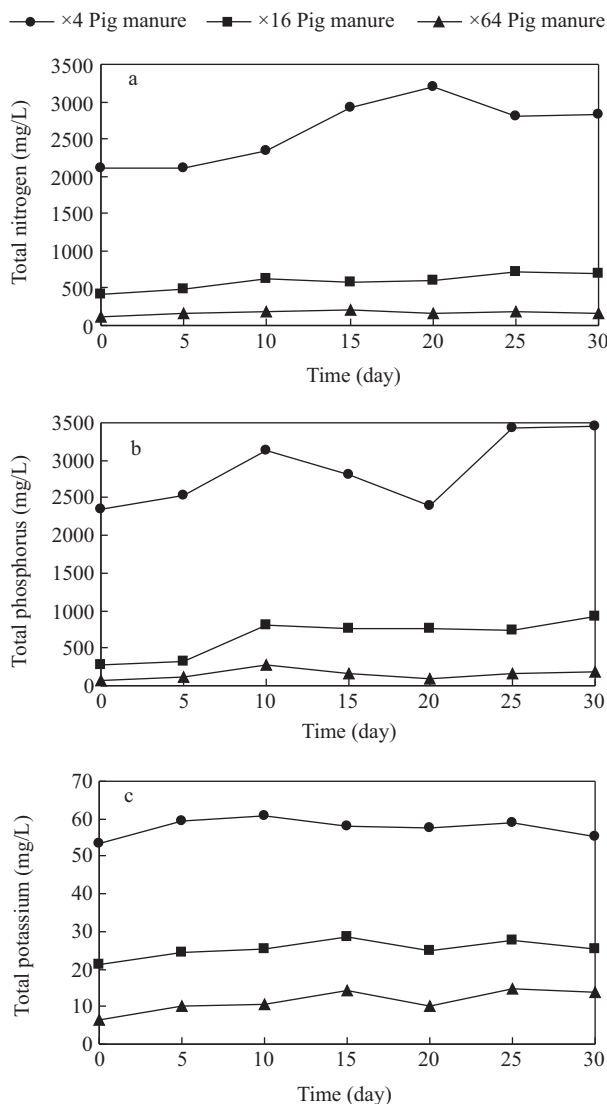 ×4 Pig manure ×16 Pig manure ×64 Pig manure
a
3500
3000
2500
2000
1500
1000
500
0
Total nitrogen (mg/L)
0 5 10 15 20 25 30
Time (day)
b
3500
3000
2500
2000
1500
1000
500
0
Total phosphorus (mg/L)
0 5 10 15 20 25 30
Time (day)
c
70
60
50
40
30
20
10
0
Total potassium (mg/L)
0 5 10 15 20 25 30
Time (day)